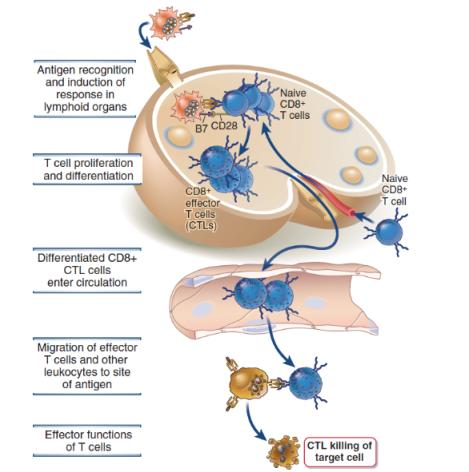 Antigen recognition
and induction of
response in
lymphoid organs
Naive
CD8+
T cells
B7 CD28
T cell proliferation
and differentiation
CD8+
effector
T cells
(CTLs)
Naive
CD8+
T cell
Differentiated CD8+
CTL cells
enter circulation
Migration of effector
T cells and other
leukocytes to site
of antigen
Effector functions
of T cells
CTL killing of
target cell